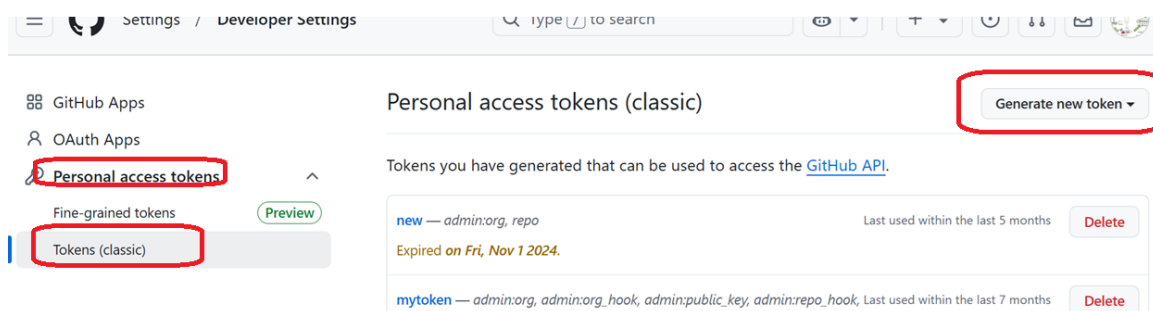 Settings / Developer Settings
Type / to search
GitHub Apps
OAuth Apps
Personal access tokens
Fine-grained tokens
Preview
Tokens (classic)
Personal access tokens (classic)
Generate new token
Tokens you have generated that can be used to access the GitHub API.
new — admin:org, repo
Last used within the last 5 months
Delete
Expired on Fri, Nov 1 2024.
mytoken — admin:org, admin:org_hook, admin:public_key, admin:repo_hook,
Last used within the last 7 months
Delete